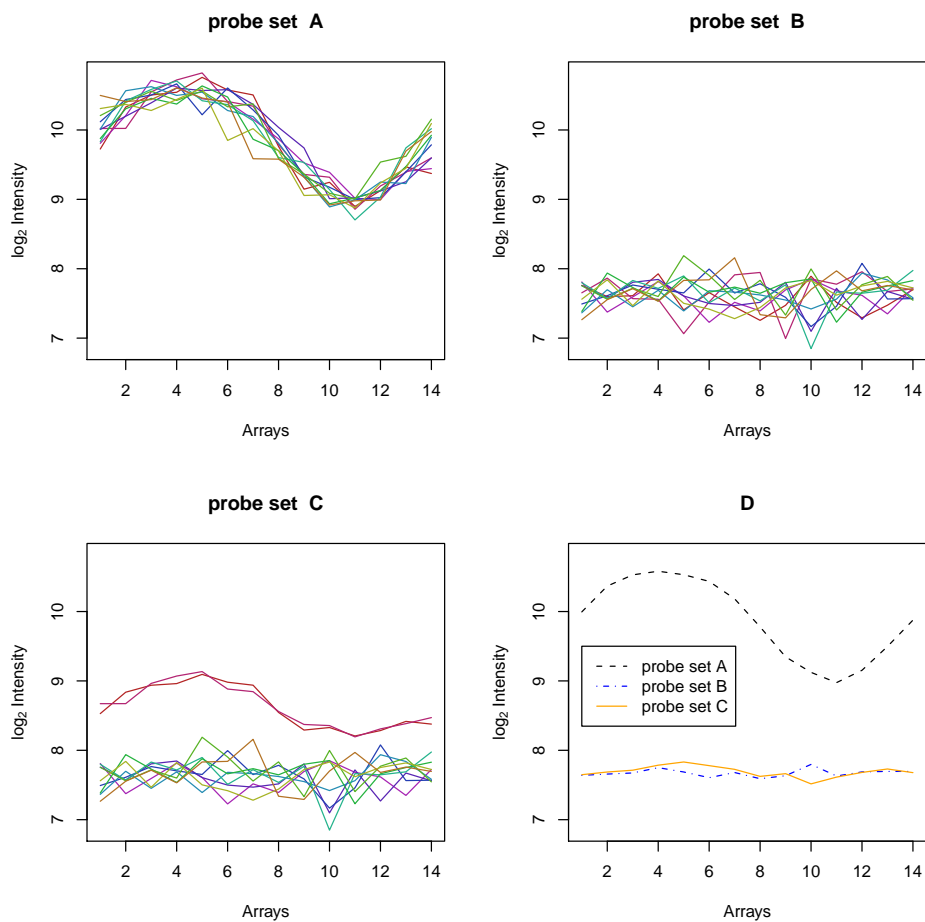 probe set A
log2 Intensity
7 8 9 10
2 4 6 8 10 12 14
Arrays
probe set B
log2 Intensity
7 8 9 10
2 4 6 8 10 12 14
Arrays
probe set C
log2 Intensity
7 8 9 10
2 4 6 8 10 12 14
Arrays
D
log2 Intensity
7 8 9 10
probe set A
probe set B
probe set C
2 4 6 8 10 12 14
Arrays